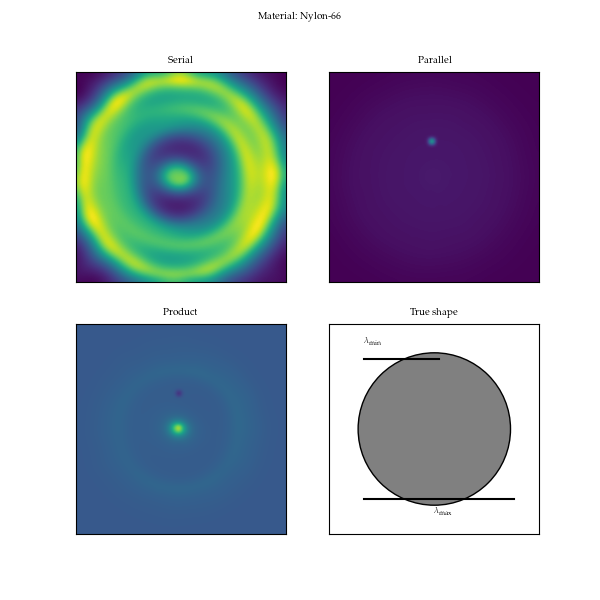 Material: Nylon-66
Serial
Parallel
Product
True shape
λmin
λmax